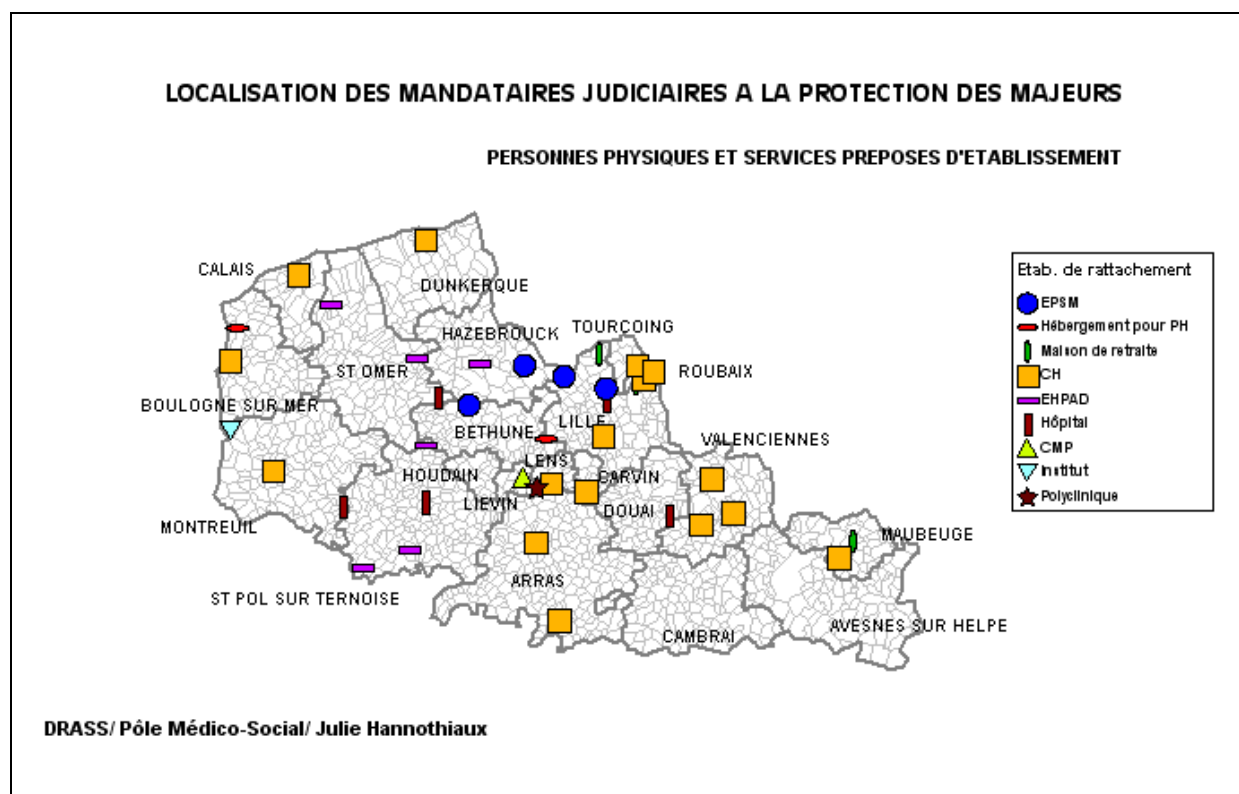 LOCALISATION DES MANDATAIRES JUDICIAIRES A LA PROTECTION DES MAJEURS
PERSONNES PHYSIQUES ET SERVICES PREPOSES D'ETABLISSEMENT
CALAIS
DUNKERQUE
HAZEBROUCK
TOURCOING
ST OMER
ROUBAIX
BOULOGNE SUR MER
BETHUNE
LILLE
VALENCIENNES
HOUDAIN
LENS
CARVIN
LIEVIN
DOUAI
MONTREUIL
MAUBEUGE
ARRAS
ST POL SUR TERNOISE
CAMBRAI
AVESNES SUR HELPE
Etab. de rattachement
EPSM
Hébergement pour PH
Maison de retraite
CH
EHPAD
Hôpital
CMP
Institut
Polyclinique
DRASS/ Pôle Médico-Social/ Julie Hannothiaux